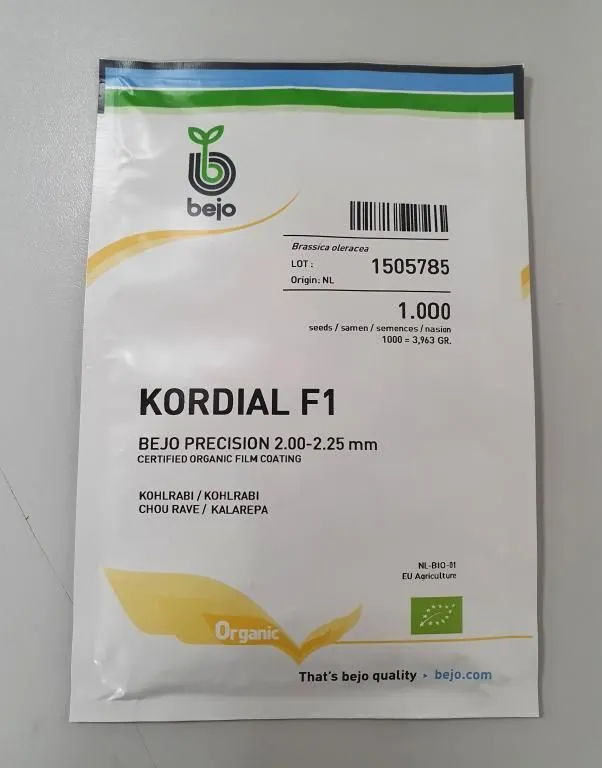 bejo
Brassica oleracea
LOT : 1505785
Origin: NL
1.000
seeds / samen / semences / nasion
1000 = 3,963 GR.
KORDIAL F1
BEJO PRECISION 2.00-2.25 mm
CERTIFIED ORGANIC FILM COATING
KOHLRABI / KOHLRABI
CHOU RAVE / KALAREPA
NL-BIO-01
EU Agriculture
Organic
That's bejo quality ▸ bejo.com